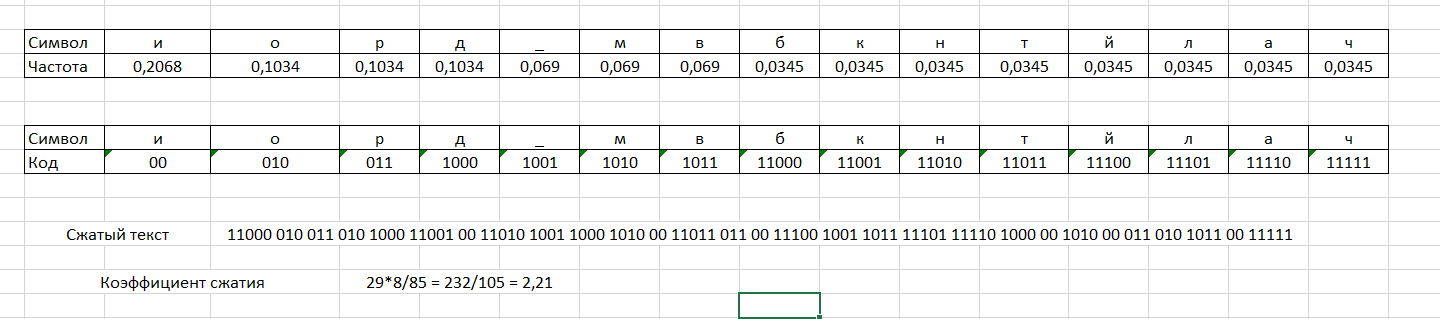 Символ и о р д _ м в б к н т й л а ч
Частота 0,2068 0,1034 0,1034 0,1034 0,069 0,069 0,069 0,0345 0,0345 0,0345 0,0345 0,0345 0,0345 0,0345 0,0345
Символ и о р д _ м в б к н т й л а ч
Код 00 010 011 1000 1001 1010 1011 11000 11001 11010 11011 11100 11101 11110 11111
Сжатый текст 11000 010 011 010 1000 11001 00 11010 1001 1000 1010 00 11011 011 00 11100 1001 1011 11101 11110 1000 00 1010 00 011 010 1011 00 11111
Коэффициент сжатия 29*8/85 = 232/105 = 2,21